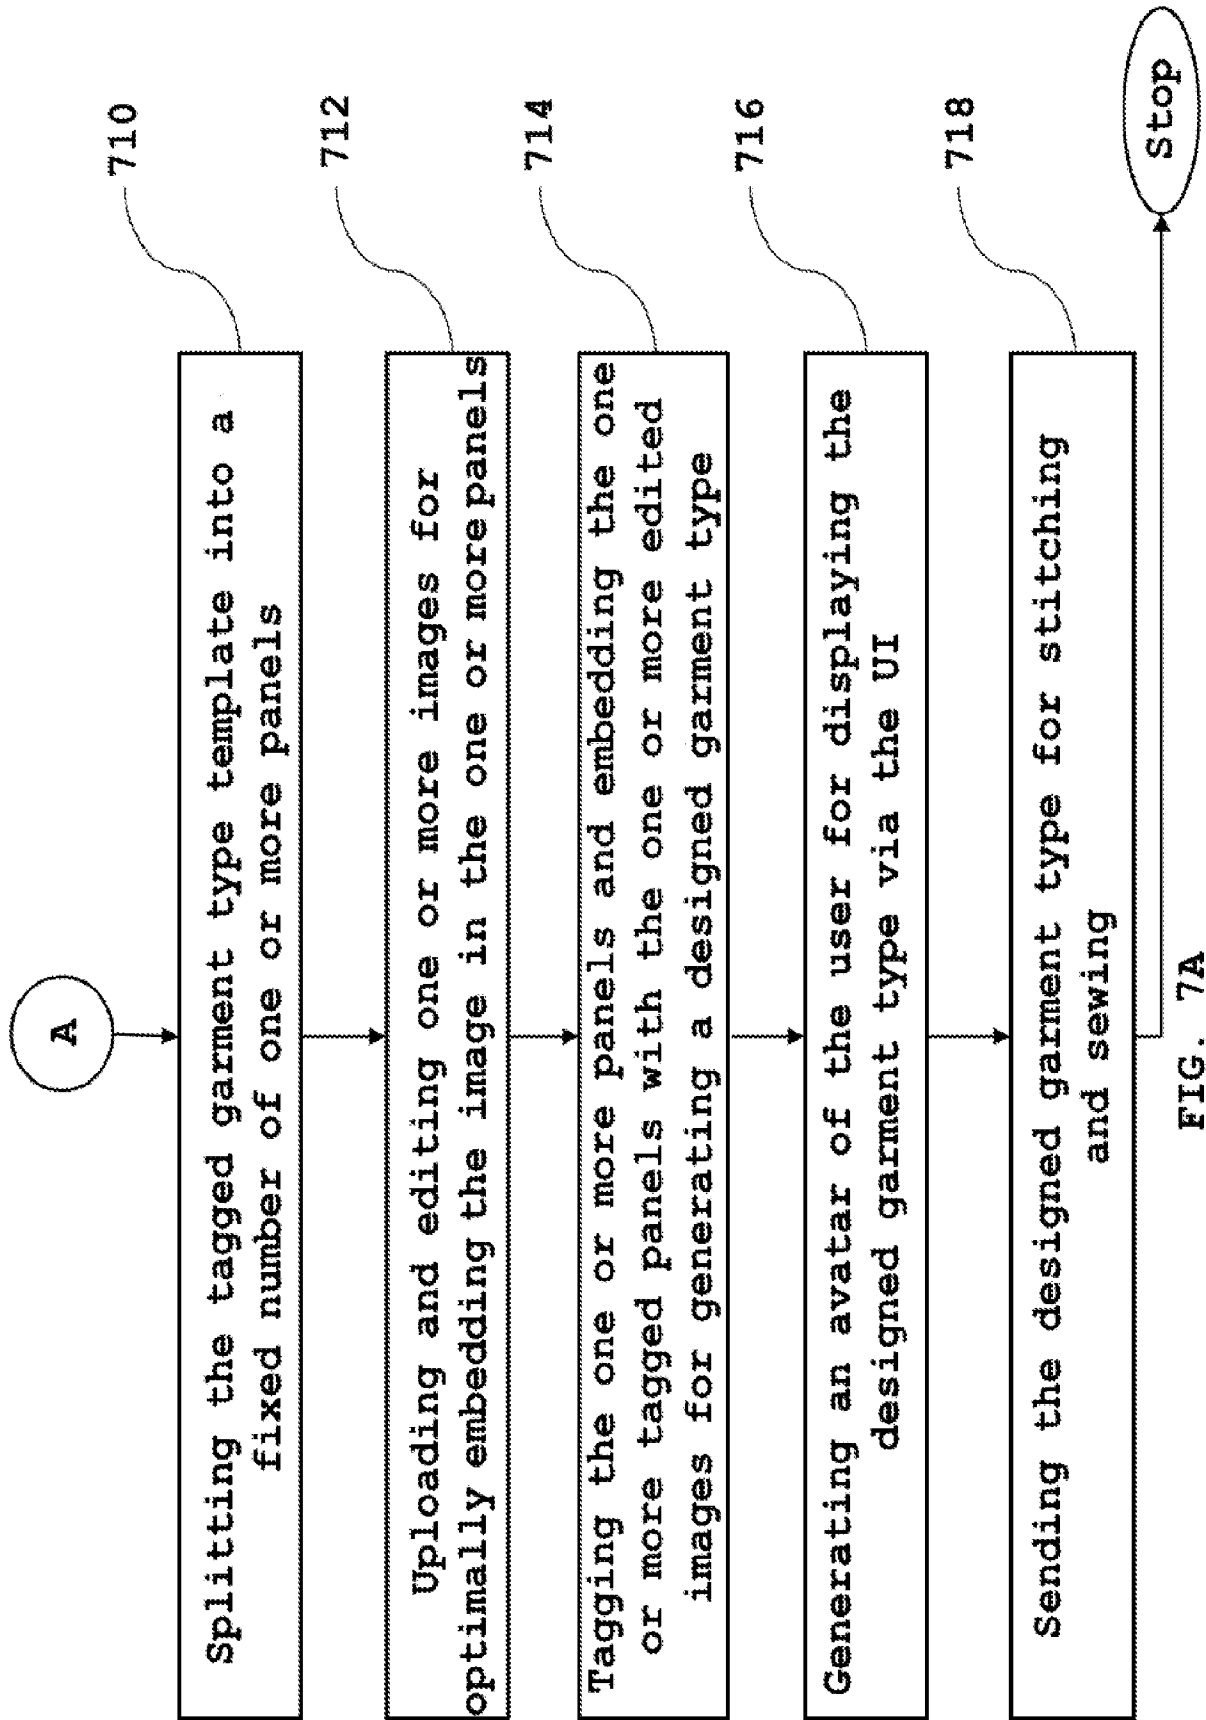 A
710
Splitting the tagged garment type template into a
fixed number of one or more panels
712
Uploading and editing one or more images for
optimally embedding the image in the one or more panels
714
Tagging the one or more panels and embedding the one
or more tagged panels with the one or more edited
images for generating a designed garment type
716
Generating an avatar of the user for displaying the
designed garment type via the UI
718
Sending the designed garment type for stitching
and sewing
Stop
FIG. 7A